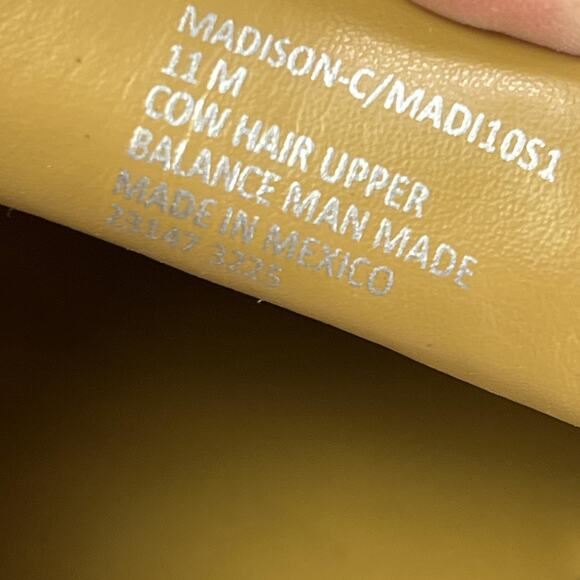 MADISON-C/MADI10S1
11 M
COW HAIR UPPER
BALANCE MAN MADE
MADE IN MEXICO
23147 3225